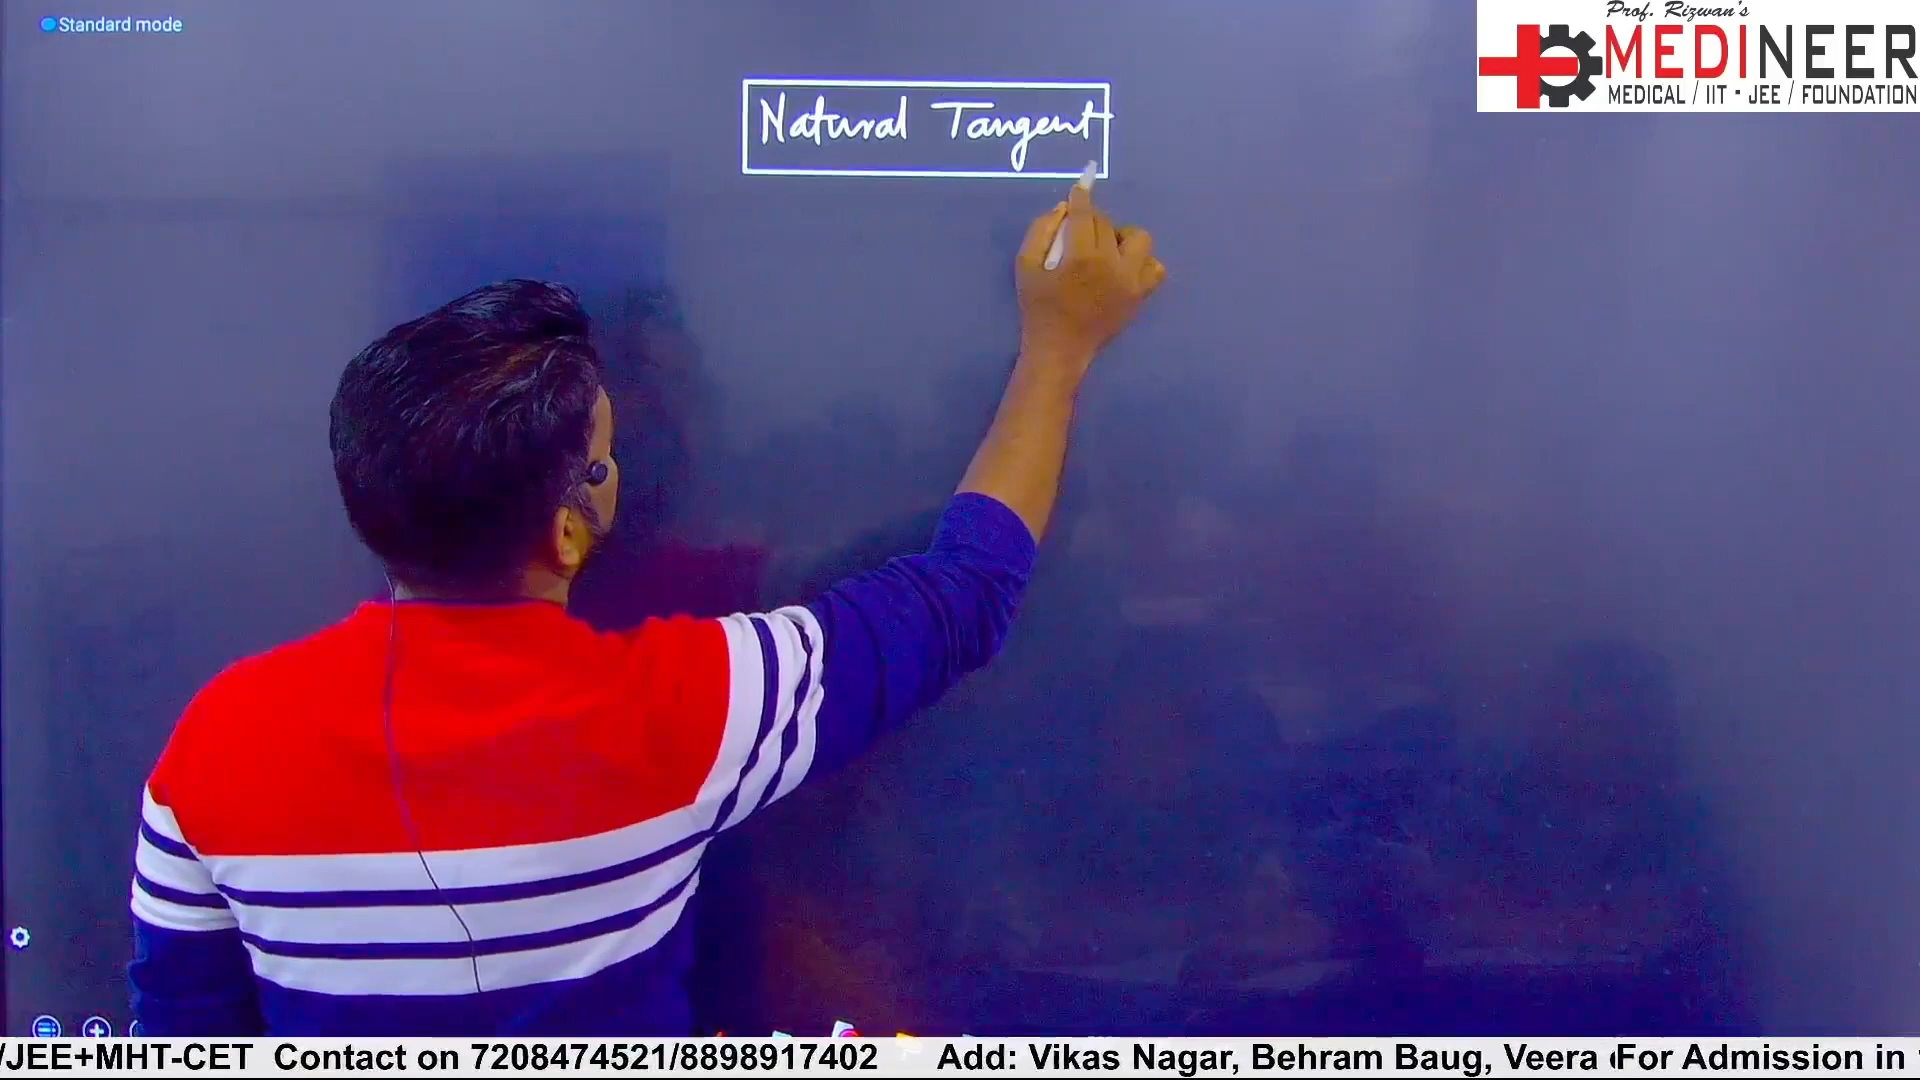 Standard mode
Prof. Rizwan's
MEDINEER
MEDICAL / IIT - JEE / FOUNDATION
Natural Tangent
/JEE+MHT-CET Contact on 7208474521/8898917402 Add: Vikas Nagar, Behram Baug, Veera For Admission in